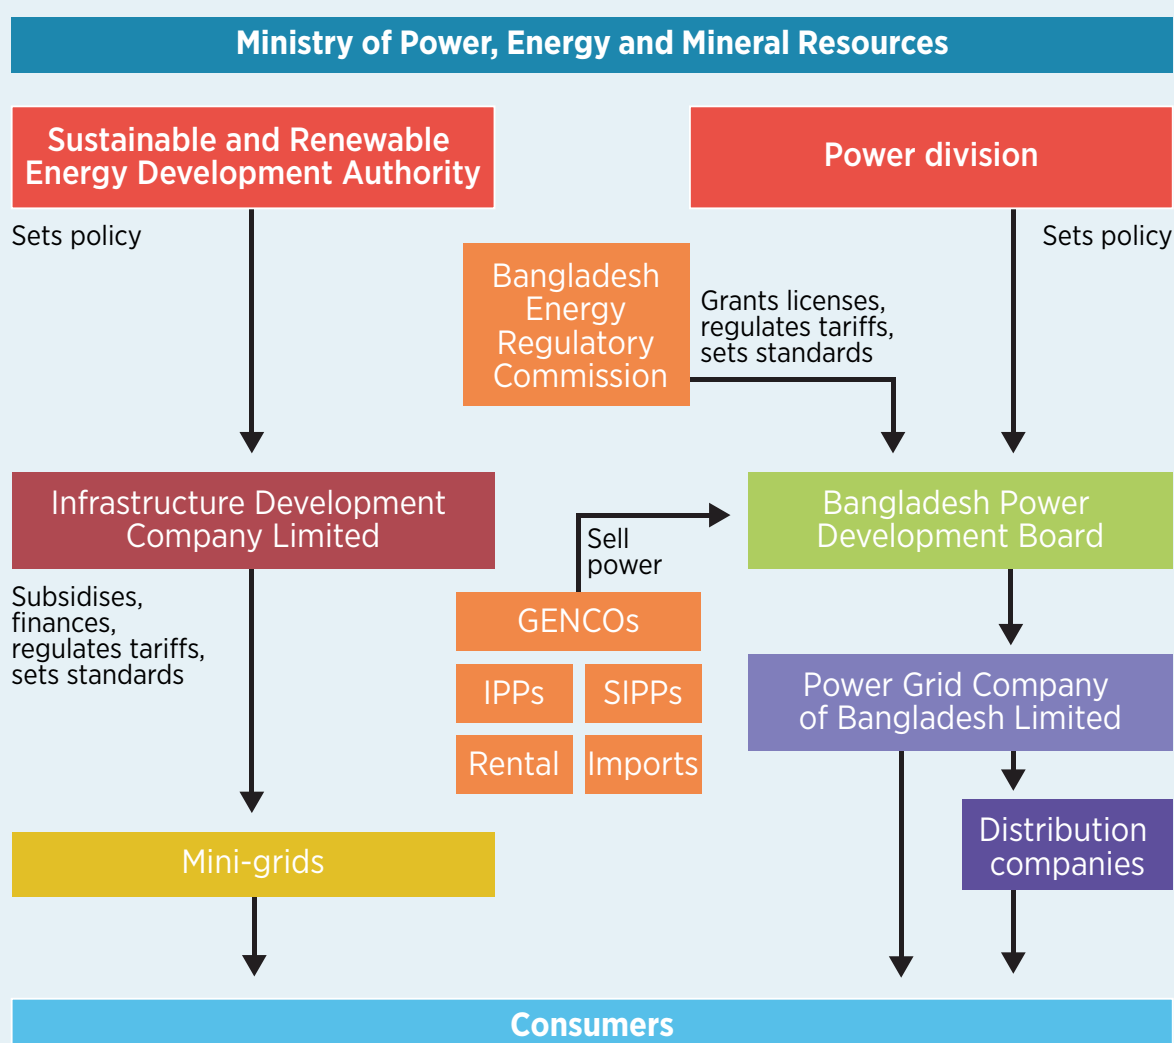 Ministry of Power, Energy and Mineral Resources
Sustainable and Renewable
Energy Development Authority
Power division
Sets policy
Sets policy
Bangladesh
Energy
Regulatory
Commission
Grants licenses,
regulates tariffs,
sets standards
Infrastructure Development
Company Limited
Bangladesh Power
Development Board
Sell
power
Subsidises,
finances,
regulates tariffs,
sets standards
GENCOs
IPPs
SIPPs
Rental
Imports
Power Grid Company
of Bangladesh Limited
Mini-grids
Distribution
companies
Consumers